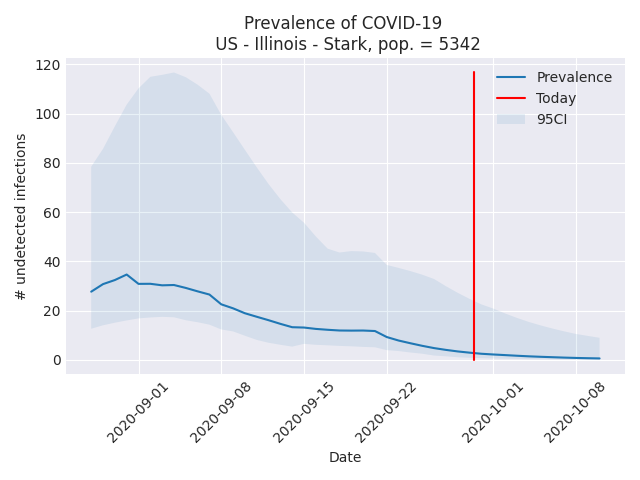 Prevalence of COVID-19
US - Illinois - Stark, pop. = 5342
120
100
80
60
40
20
0
# undetected infections
Prevalence
Today
95CI
2020-09-01
2020-09-08
2020-09-15
2020-09-22
2020-10-01
2020-10-08
Date